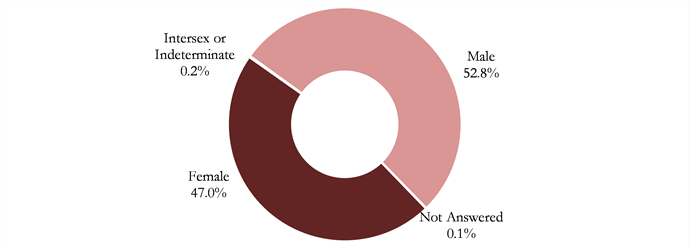 Intersex or
Indeterminate
0.2%
Male
52.8%
Female
47.0%
Not Answered
0.1%